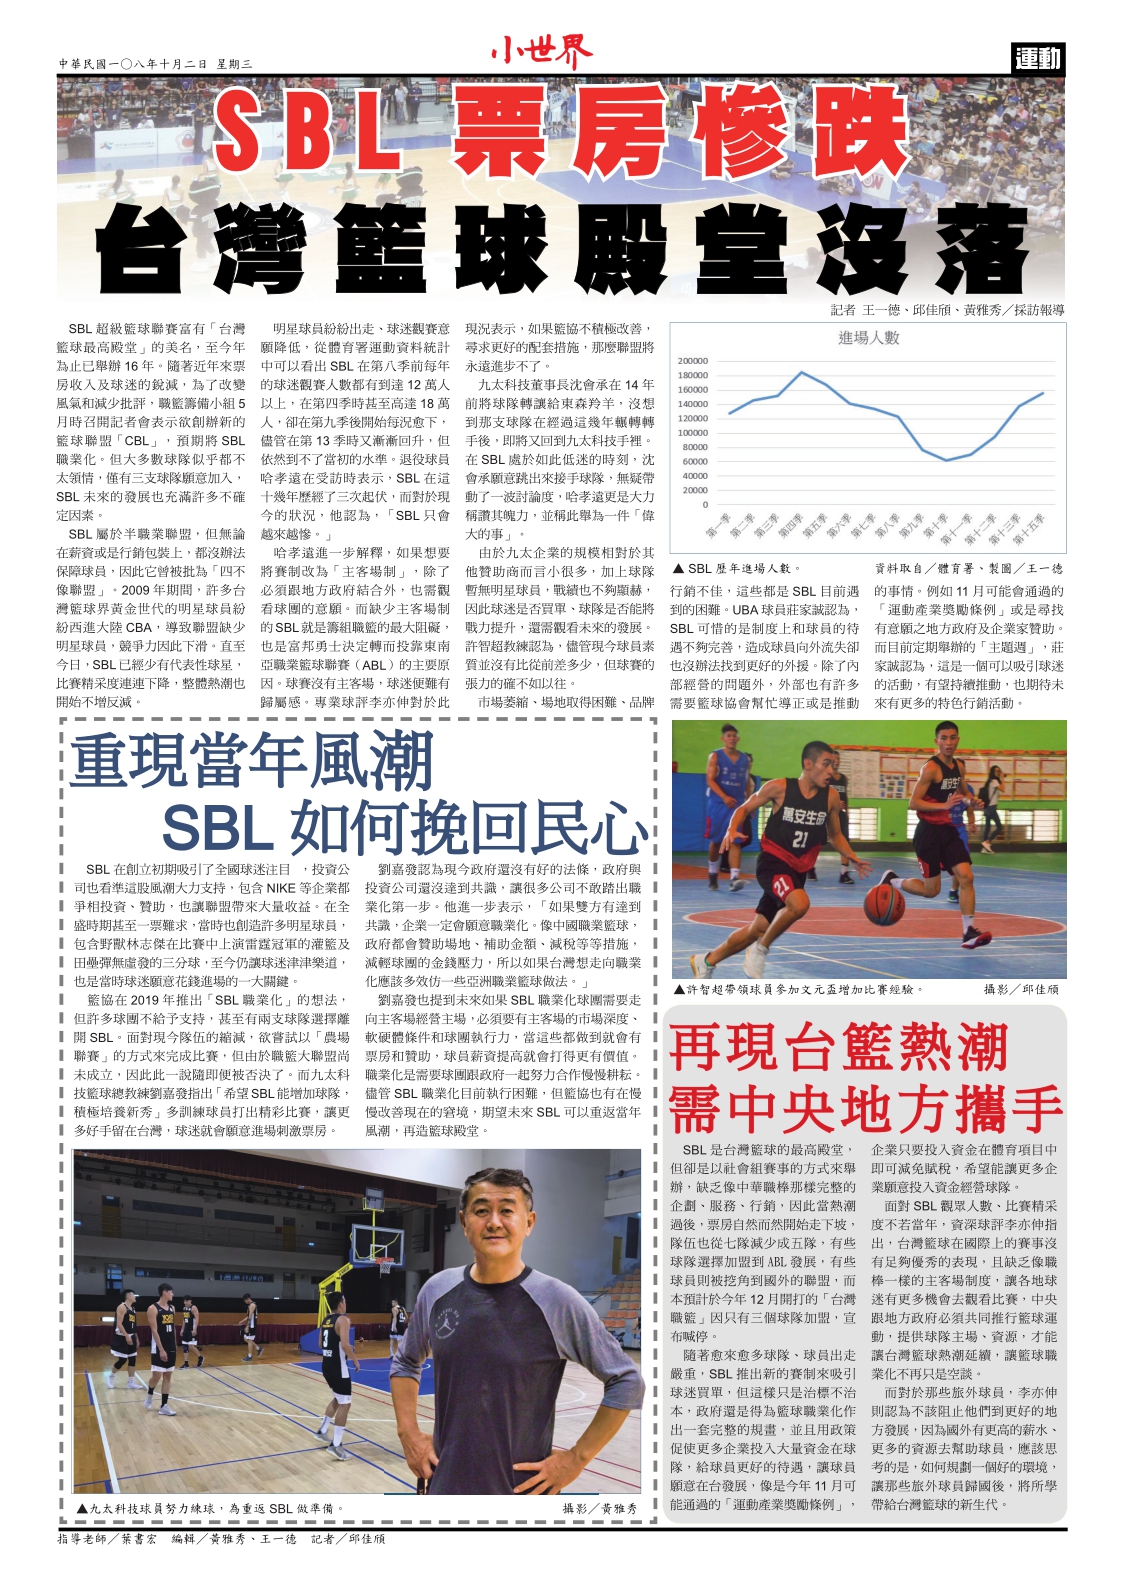 中華民國一〇八年十月二日 星期三
小世界
運動
SBL 票房慘跌
台灣籃球殿堂沒落
記者 王一德、邱佳頎、黃雅秀／採訪報導
SBL 超級籃球聯賽富有「台灣
籃球最高殿堂」的美名，至今年
為止已舉辦 16 年。隨著近年來票
房收入及球迷的銳減，為了改變
風氣和減少批評，職籃籌備小組 5
月時召開記者會表示欲創辦新的
籃球聯盟「CBL」，預期將 SBL
職業化。但大多數球隊似乎都不
太領情，僅有三支球隊願意加入，
SBL 未來的發展也充滿許多不確
定因素。
SBL 屬於半職業聯盟，但無論
在薪資或是行銷包裝上，都沒辦法
保障球員，因此它曾被批為「四不
像聯盟」。2009 年期間，許多台
灣籃球界黃金世代的明星球員紛
紛西進大陸 CBA，導致聯盟缺少
明星球員，競爭力因此下滑。直至
今日，SBL 已經少有代表性球星，
比賽精采度連連下降，整體熱潮也
開始不增反減。
明星球員紛紛出走、球迷觀賽意
願降低，從體育署運動資料統計
中可以看出 SBL 在第八季前每年
的球迷觀賽人數都有到達 12 萬人
以上，在第四季時甚至高達 18 萬
人，卻在第九季後開始每況愈下，
儘管在第 13 季時又漸漸回升，但
依然到不了當初的水準。退役球員
哈孝遠在受訪時表示，SBL 在這
十幾年歷經了三次起伏，而對於現
今的狀況，他認為，「SBL 只會
越來越慘。」
哈孝遠進一步解釋，如果想要
將賽制改為「主客場制」，除了
必須跟地方政府結合外，也需觀
看球團的意願。而缺少主客場制
的 SBL 就是籌組職籃的最大阻礙，
也是富邦勇士決定轉而投靠東南
亞職業籃球聯賽（ABL）的主要原
因。球賽沒有主客場，球迷便難有
歸屬感。專業球評李亦伸對於此
現況表示，如果籃協不積極改善，
尋求更好的配套措施，那麼聯盟將
永遠進步不了。
九太科技董事長沈會承在 14 年
前將球隊轉讓給東森羚羊，沒想
到那支球隊在經過這幾年輾轉轉
手後，即將又回到九太科技手裡。
在 SBL 處於如此低迷的時刻，沈
會承願意跳出來接手球隊，無疑帶
動了一波討論度，哈孝遠更是大力
稱讚其魄力，並稱此舉為一件「偉
大的事」。
由於九太企業的規模相對於其
他贊助商而言小很多，加上球隊
暫無明星球員，戰績也不夠顯赫，
因此球迷是否買單、球隊是否能將
戰力提升，還需觀看未來的發展。
許智超教練認為，儘管現今球員素
質並沒有比從前差多少，但球賽的
張力的確不如以往。
市場萎縮、場地取得困難、品牌
進場人數
200000
180000
160000
140000
120000
100000
80000
60000
40000
20000
0
第一季 第二季 第三季 第四季 第五季 第六季 第七季 第八季 第九季 第十季 第十一季 第十二季 第十三季 第十五季
▲ SBL 歷年進場人數。 資料取自／體育署、製圖／王一德
行銷不佳，這些都是 SBL 目前遇
到的困難。UBA 球員莊家誠認為，
SBL 可惜的是制度上和球員的待
遇不夠完善，造成球員向外流失卻
也沒辦法找到更好的外援。除了內
部經營的問題外，外部也有許多
需要籃球協會幫忙導正或是推動
的事情。例如 11 月可能會通過的
「運動產業獎勵條例」或是尋找
有意願之地方政府及企業家贊助。
而目前定期舉辦的「主題週」，莊
家誠認為，這是一個可以吸引球迷
的活動，有望持續推動，也期待未
來有更多的特色行銷活動。
萬安生命
21
21
▲許智超帶領球員參加文元盃增加比賽經驗。 攝影／邱佳頎
重現當年風潮
SBL 如何挽回民心
SBL 在創立初期吸引了全國球迷注目 ，投資公
司也看準這股風潮大力支持，包含 NIKE 等企業都
爭相投資、贊助，也讓聯盟帶來大量收益。在全
盛時期甚至一票難求，當時也創造許多明星球員，
包含野獸林志傑在比賽中上演雷霆冠軍的灌籃及
田壘彈無虛發的三分球，至今仍讓球迷津津樂道，
也是當時球迷願意花錢進場的一大關鍵。
籃協在 2019 年推出「SBL 職業化」的想法，
但許多球團不給予支持，甚至有兩支球隊選擇離
開 SBL。面對現今隊伍的縮減，欲嘗試以「農場
聯賽」的方式來完成比賽，但由於職籃大聯盟尚
未成立，因此此一說隨即便被否決了。而九太科
技籃球總教練劉嘉發指出「希望 SBL 能增加球隊，
積極培養新秀」多訓練球員打出精彩比賽，讓更
多好手留在台灣，球迷就會願意進場刺激票房。
劉嘉發認為現今政府還沒有好的法條，政府與
投資公司還沒達到共識，讓很多公司不敢踏出職
業化第一步。他進一步表示，「如果雙方有達到
共識，企業一定會願意職業化。像中國職業籃球，
政府都會贊助場地、補助金額、減稅等等措施，
減輕球團的金錢壓力，所以如果台灣想走向職業
化應該多效仿一些亞洲職業籃球做法。」
劉嘉發也提到未來如果 SBL 職業化球團需要走
向主客場經營主場，必須要有主客場的市場深度、
軟硬體條件和球團執行力，當這些都做到就會有
票房和贊助，球員薪資提高就會打得更有價值。
職業化是需要球團跟政府一起努力合作慢慢耕耘。
儘管 SBL 職業化目前執行困難，但籃協也有在慢
慢改善現在的窘境，期望未來 SBL 可以重返當年
風潮，再造籃球殿堂。
▲九太科技球員努力練球，為重返 SBL 做準備。 攝影／黃雅秀
再現台籃熱潮
需中央地方攜手
SBL 是台灣籃球的最高殿堂，
但卻是以社會組賽事的方式來舉
辦，缺乏像中華職棒那樣完整的
企劃、服務、行銷，因此當熱潮
過後，票房自然而然開始走下坡，
隊伍也從七隊減少成五隊，有些
球隊選擇加盟到 ABL 發展，有些
球員則被挖角到國外的聯盟，而
本預計於今年 12 月開打的「台灣
職籃」因只有三個球隊加盟，宣
布喊停。
隨著愈來愈多球隊、球員出走
嚴重，SBL 推出新的賽制來吸引
球迷買單，但這樣只是治標不治
本，政府還是得為籃球職業化作
出一套完整的規畫，並且用政策
促使更多企業投入大量資金在球
隊，給球員更好的待遇，讓球員
願意在台發展，像是今年 11 月可
能通過的「運動產業獎勵條例」，
企業只要投入資金在體育項目中
即可減免賦稅，希望能讓更多企
業願意投入資金經營球隊。
面對 SBL 觀眾人數、比賽精采
度不若當年，資深球評李亦伸指
出，台灣籃球在國際上的賽事沒
有足夠優秀的表現，且缺乏像職
棒一樣的主客場制度，讓各地球
迷有更多機會去觀看比賽，中央
跟地方政府必須共同推行籃球運
動，提供球隊主場、資源，才能
讓台灣籃球熱潮延續，讓籃球職
業化不再只是空談。
而對於那些旅外球員，李亦伸
則認為不該阻止他們到更好的地
方發展，因為國外有更高的薪水、
更多的資源去幫助球員，應該思
考的是，如何規劃一個好的環境，
讓那些旅外球員歸國後，將所學
帶給台灣籃球的新生代。
指導老師／葉書宏 編輯／黃雅秀、王一德 記者／邱佳頎